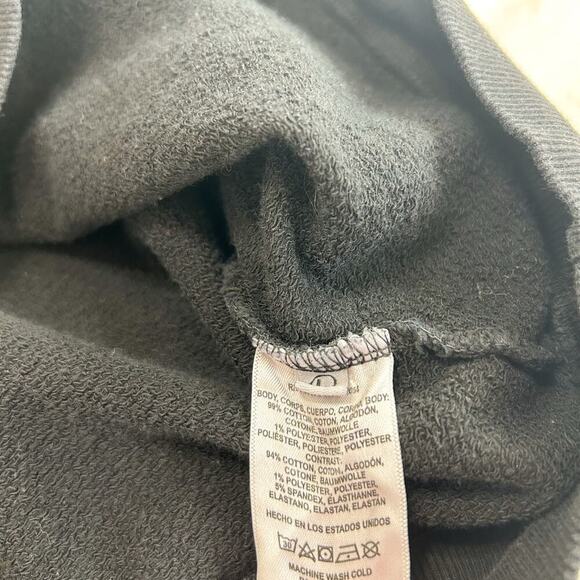 BODY, CORPS, CUERPO, BODY:
99% COTTON, COTON, ALGODÓN,
COTONE, BAUMWOLLE
1% POLYESTER, POLYESTER,
POLIÉSTER, POLIESTERE, POLYESTER
CONTRAST:
94% COTTON, COTON, ALGODÓN,
COTONE, BAUMWOLLE
1% POLYESTER, POLYESTER,
5% SPANDEX, ÉLASTHANNE,
ELASTANO, ELASTAN, ELASTAN
HECHO EN LOS ESTADOS UNIDOS
30
MACHINE WASH COLD